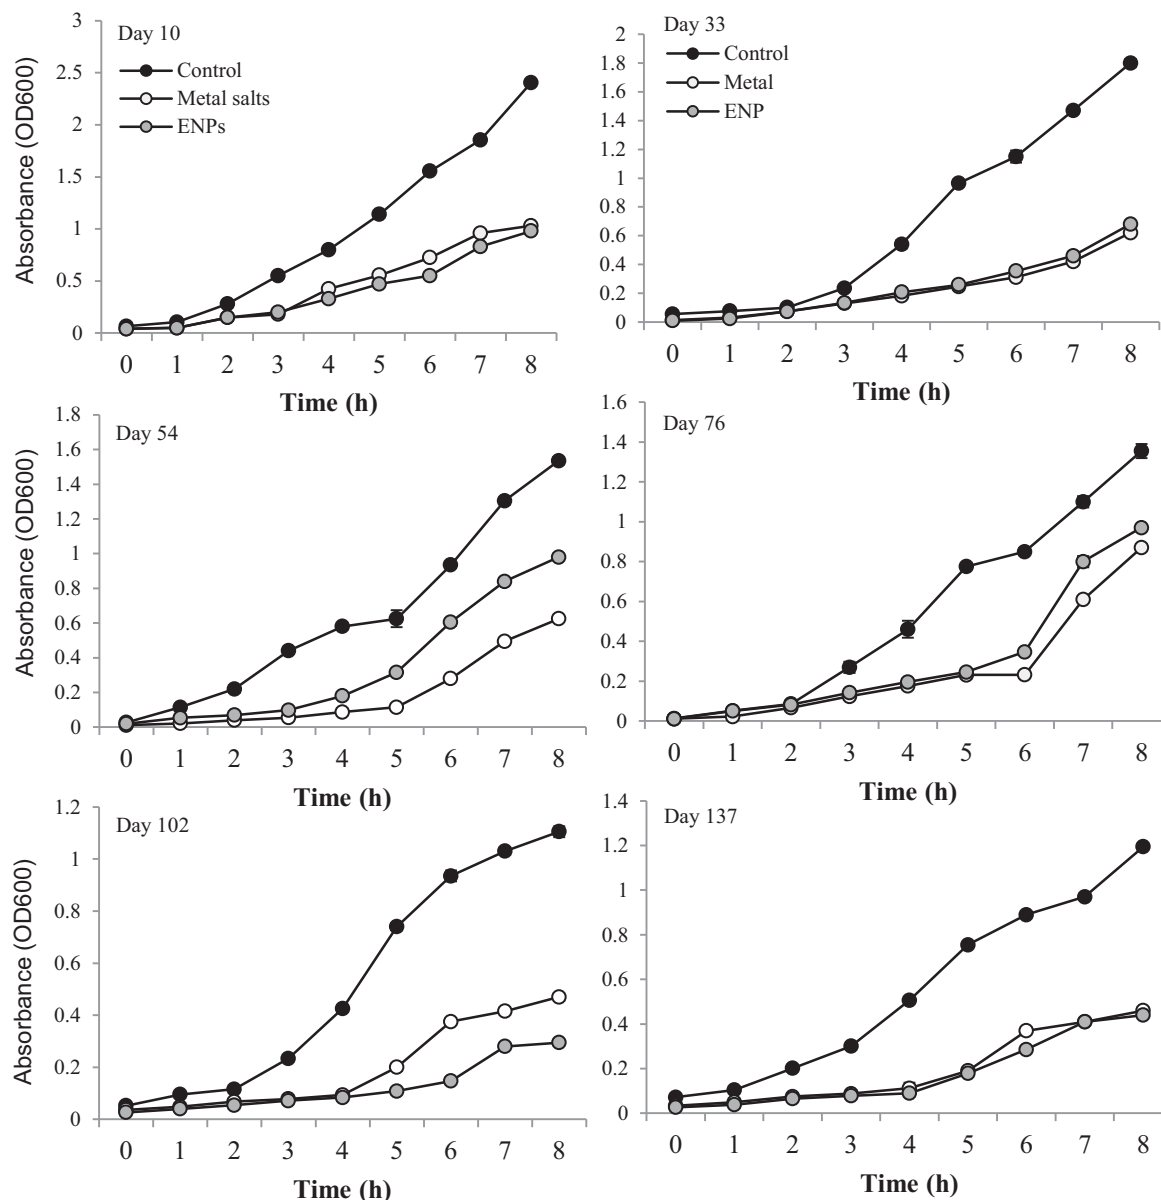 Day 10
Control
Metal salts
ENPs
3
2.5
2
1.5
1
0.5
0
Absorbance (OD600)
0 1 2 3 4 5 6 7 8
Time (h)
Day 33
Control
Metal
ENP
2
1.8
1.6
1.4
1.2
1
0.8
0.6
0.4
0.2
0
0 1 2 3 4 5 6 7 8
Time (h)
Day 54
1.8
1.6
1.4
1.2
1
0.8
0.6
0.4
0.2
0
Absorbance (OD600)
0 1 2 3 4 5 6 7 8
Time (h)
Day 76
1.6
1.4
1.2
1
0.8
0.6
0.4
0.2
0
0 1 2 3 4 5 6 7 8
Time (h)
Day 102
1.2
1
0.8
0.6
0.4
0.2
0
Absorbance (OD600)
0 1 2 3 4 5 6 7 8
Time (h)
Day 137
1.4
1.2
1
0.8
0.6
0.4
0.2
0
0 1 2 3 4 5 6 7 8
Time (h)